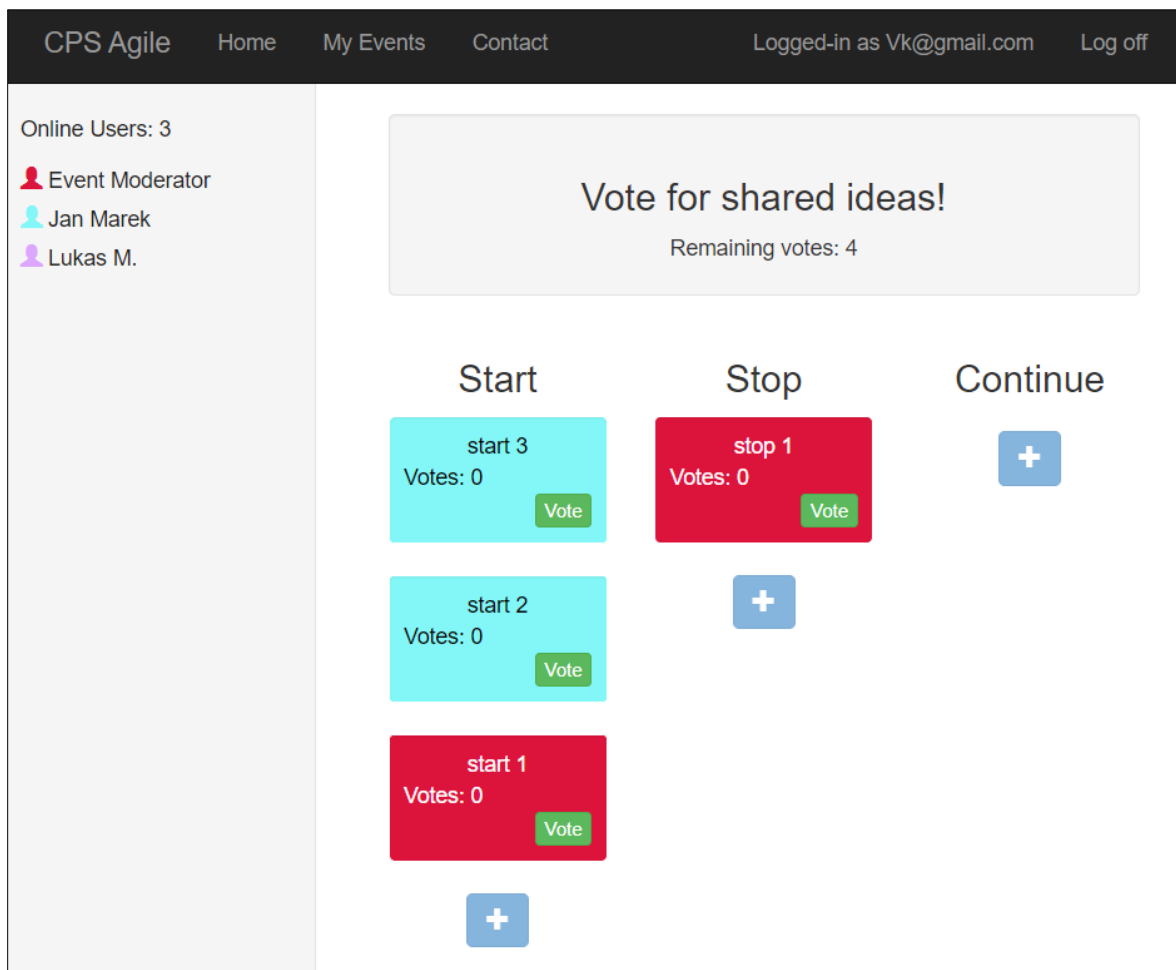 CPS Agile Home My Events Contact Logged-in as Vk@gmail.com Log off
Online Users: 3
Event Moderator
Jan Marek
Lukas M.
Vote for shared ideas!
Remaining votes: 4
Start
start 3
Votes: 0
Vote
start 2
Votes: 0
Vote
start 1
Votes: 0
Vote
Stop
stop 1
Votes: 0
Vote
Continue